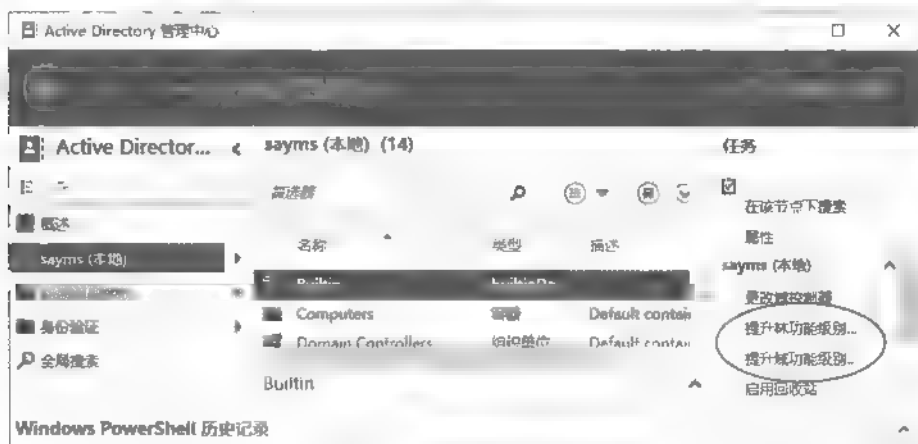 Active Directory 管理中心
Active Director...
sayms (本地) (14)
任务
筛选器
在该节点下搜索
概述
属性
名称
类型
描述
sayms (本地)
sayms (本地)
Builtin
builtinDo
更改域控制器
Computers
容器
Default contain
提升林功能级别...
身份验证
Domain Controllers
组织单位
Default contain
提升域功能级别...
全局搜索
Builtin
启用回收站
Windows PowerShell 历史记录